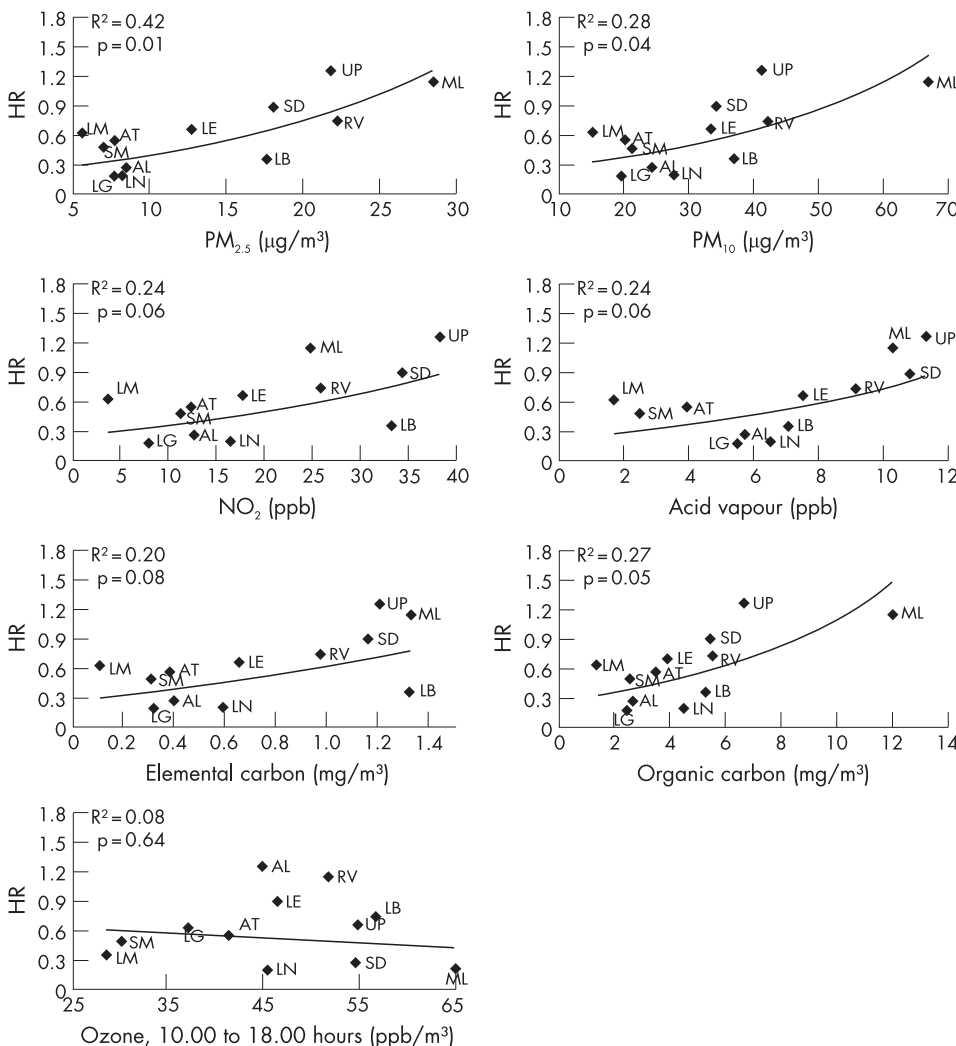 R² = 0.42
p = 0.01
1.8
1.5
1.2
0.9
0.6
0.3
0
HR
UP
ML
SD
RV
LE
LM
AT
SM
LB
AL
LG
LN
5 10 15 20 25 30
PM₂.₅ (µg/m³)
R² = 0.28
p = 0.04
1.8
1.5
1.2
0.9
0.6
0.3
0
HR
UP
ML
SD
RV
LM
LE
AT
SM
LB
AL
LG
LN
10 20 30 40 50 60 70
PM₁₀ (µg/m³)
R² = 0.24
p = 0.06
1.8
1.5
1.2
0.9
0.6
0.3
0
HR
UP
ML
SD
RV
LM
LE
AT
SM
LB
LG
AL
LN
0 5 10 15 20 25 30 35 40
NO₂ (ppb)
R² = 0.24
p = 0.06
1.8
1.5
1.2
0.9
0.6
0.3
0
HR
ML
UP
SD
RV
LM
LE
SM
AT
LB
AL
LG
LN
0 2 4 6 8 10 12
Acid vapour (ppb)
R² = 0.20
p = 0.08
1.8
1.5
1.2
0.9
0.6
0.3
0
HR
UP
ML
SD
RV
LE
LM
AT
SM
LB
AL
LN
LG
0 0.2 0.4 0.6 0.8 1.0 1.2 1.4
Elemental carbon (mg/m³)
R² = 0.27
p = 0.05
1.8
1.5
1.2
0.9
0.6
0.3
0
HR
UP
ML
SD
RV
LE
LM
AT
SM
LB
AL
LG
LN
0 2 4 6 8 10 12 14
Organic carbon (mg/m³)
R² = 0.08
p = 0.64
1.8
1.5
1.2
0.9
0.6
0.3
0
HR
AL
RV
LE
LB
UP
AT
LG
SM
LM
LN
SD
ML
25 35 45 55 65
Ozone, 10.00 to 18.00 hours (ppb/m³)